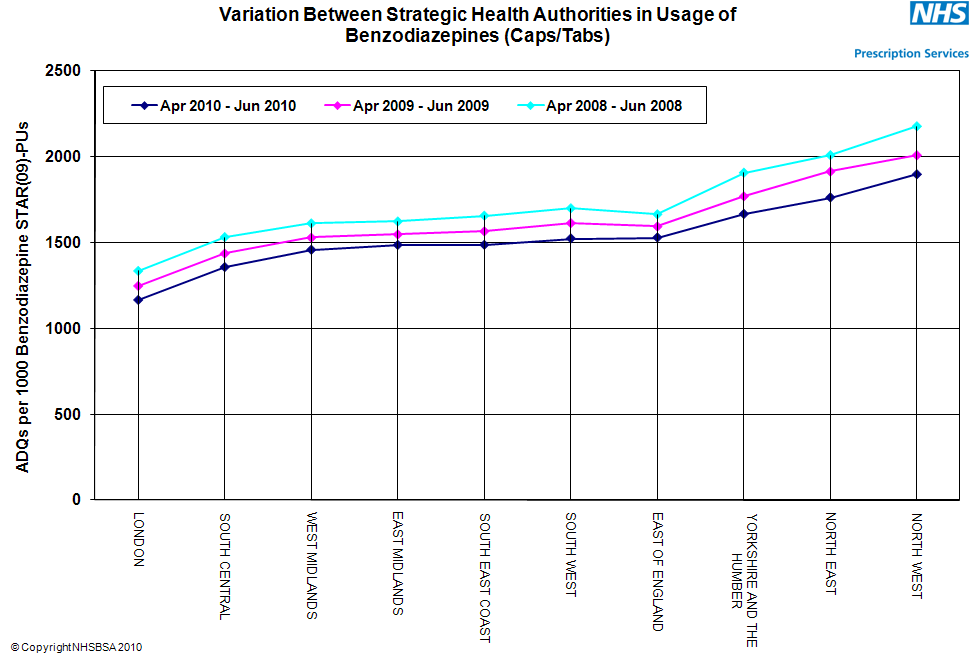 Variation Between Strategic Health Authorities in Usage of
Benzodiazepines (Caps/Tabs)
NHS
Prescription Services
Apr 2010 - Jun 2010
Apr 2009 - Jun 2009
Apr 2008 - Jun 2008
ADQs per 1000 Benzodiazepine STAR(09)-PUs
2500
2000
1500
1000
500
0
LONDON
SOUTH CENTRAL
WEST MIDLANDS
EAST MIDLANDS
SOUTH EAST COAST
SOUTH WEST
EAST OF ENGLAND
YORKSHIRE AND THE
HUMBER
NORTH EAST
NORTH WEST
© Copyright NHSBSA 2010